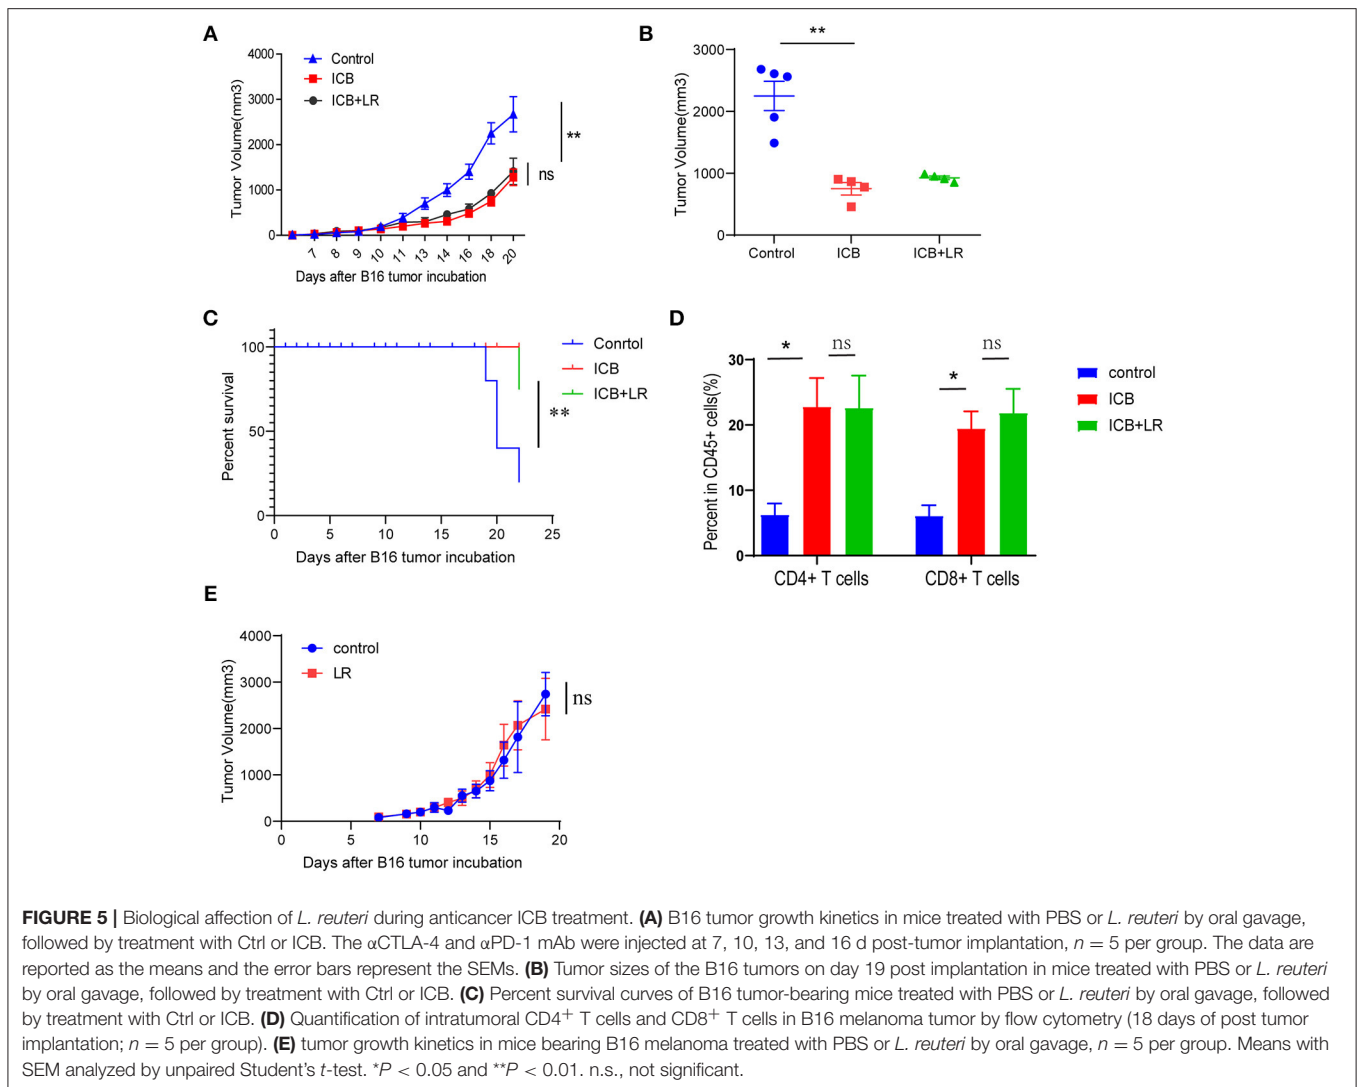 A
4000
3000
2000
1000
0
Tumor Volume(mm3)
Control
ICB
ICB+LR
**
ns
7 8 9 10 11 13 14 16 18 20
Days after B16 tumor incubation
B
**
3000
2000
1000
0
Tumor Volume(mm3)
Control ICB ICB+LR
C
100
50
0
Percent survival
Conrtol
ICB
ICB+LR
**
0 5 10 15 20 25
Days after B16 tumor incubation
D
* ns * ns
30
20
10
0
Percent in CD45+ cells(%)
control
ICB
ICB+LR
CD4+ T cells CD8+ T cells
E
4000
3000
2000
1000
0
Tumor Volume(mm3)
control
LR
ns
0 5 10 15 20
Days after B16 tumor incubation
FIGURE 5 | Biological affection of L. reuteri during anticancer ICB treatment. (A) B16 tumor growth kinetics in mice treated with PBS or L. reuteri by oral gavage,
followed by treatment with Ctrl or ICB. The αCTLA-4 and αPD-1 mAb were injected at 7, 10, 13, and 16 d post-tumor implantation, n = 5 per group. The data are
reported as the means and the error bars represent the SEMs. (B) Tumor sizes of the B16 tumors on day 19 post implantation in mice treated with PBS or L. reuteri
by oral gavage, followed by treatment with Ctrl or ICB. (C) Percent survival curves of B16 tumor-bearing mice treated with PBS or L. reuteri by oral gavage, followed
by treatment with Ctrl or ICB. (D) Quantification of intratumoral CD4+ T cells and CD8+ T cells in B16 melanoma tumor by flow cytometry (18 days of post tumor
implantation; n = 5 per group). (E) tumor growth kinetics in mice bearing B16 melanoma treated with PBS or L. reuteri by oral gavage, n = 5 per group. Means with
SEM analyzed by unpaired Student's t-test. *P < 0.05 and **P < 0.01. n.s., not significant.